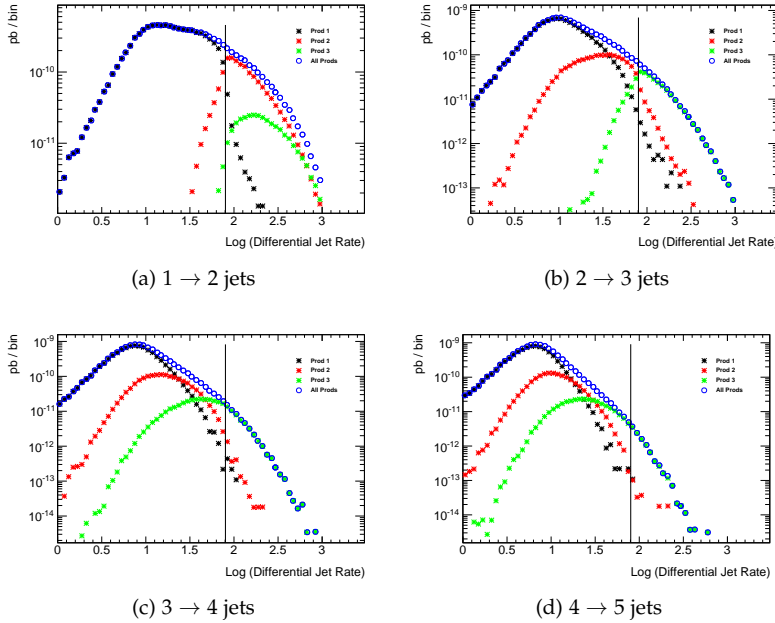 pb / bin
10⁻¹⁰
10⁻¹¹
Prod 1
Prod 2
Prod 3
All Prods
0 0.5 1 1.5 2 2.5 3
Log (Differential Jet Rate)
(a) 1 → 2 jets
pb / bin
10⁻⁹
10⁻¹⁰
10⁻¹¹
10⁻¹²
10⁻¹³
Prod 1
Prod 2
Prod 3
All Prods
0 0.5 1 1.5 2 2.5 3
Log (Differential Jet Rate)
(b) 2 → 3 jets
pb / bin
10⁻⁹
10⁻¹⁰
10⁻¹¹
10⁻¹²
10⁻¹³
10⁻¹⁴
Prod 1
Prod 2
Prod 3
All Prods
0 0.5 1 1.5 2 2.5 3
Log (Differential Jet Rate)
(c) 3 → 4 jets
pb / bin
10⁻⁹
10⁻¹⁰
10⁻¹¹
10⁻¹²
10⁻¹³
10⁻¹⁴
Prod 1
Prod 2
Prod 3
All Prods
0 0.5 1 1.5 2 2.5 3
Log (Differential Jet Rate)
(d) 4 → 5 jets